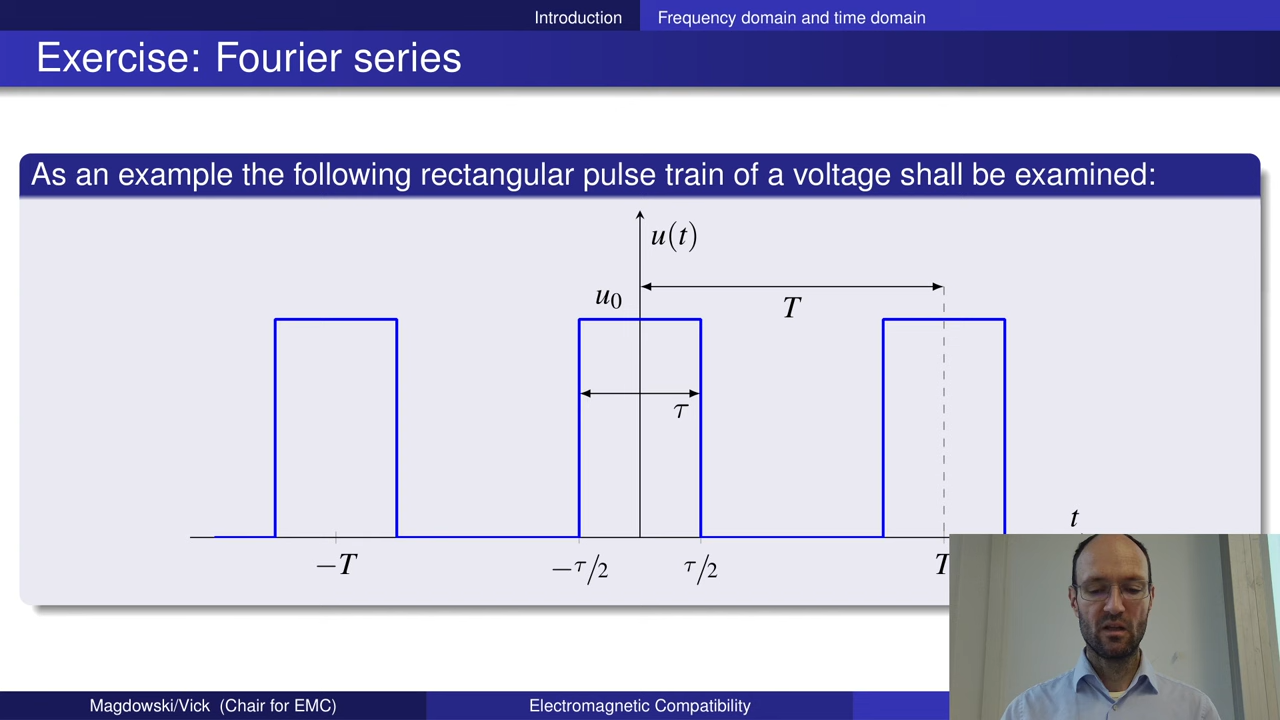 Introduction Frequency domain and time domain
Exercise: Fourier series
As an example the following rectangular pulse train of a voltage shall be examined:
u(t)
u₀
T
τ
t
−T −τ/2 τ/2 T
Magdowski/Vick (Chair for EMC) Electromagnetic Compatibility